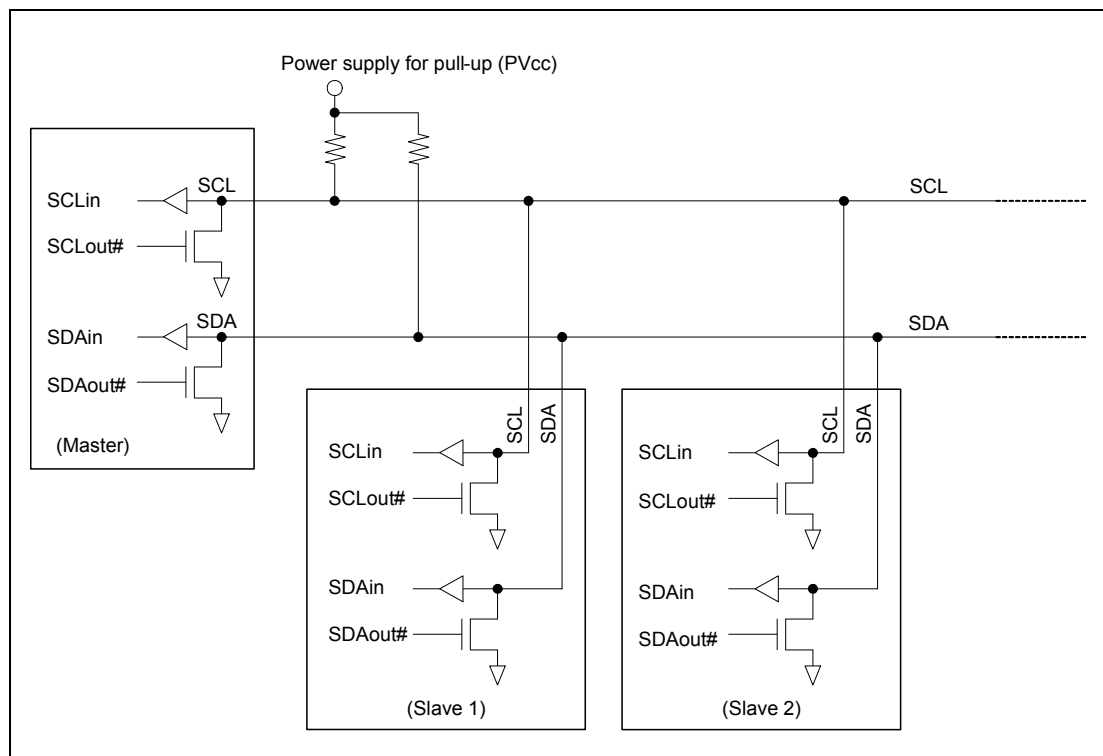 Power supply for pull-up (PVcc)
SCL
SCLin
SCLout#
SCL
SDA
SDAin
SDAout#
SDA
(Master)
SCL
SDA
SCLin
SCLout#
SDAin
SDAout#
(Slave 1)
SCL
SDA
SCLin
SCLout#
SDAin
SDAout#
(Slave 2)